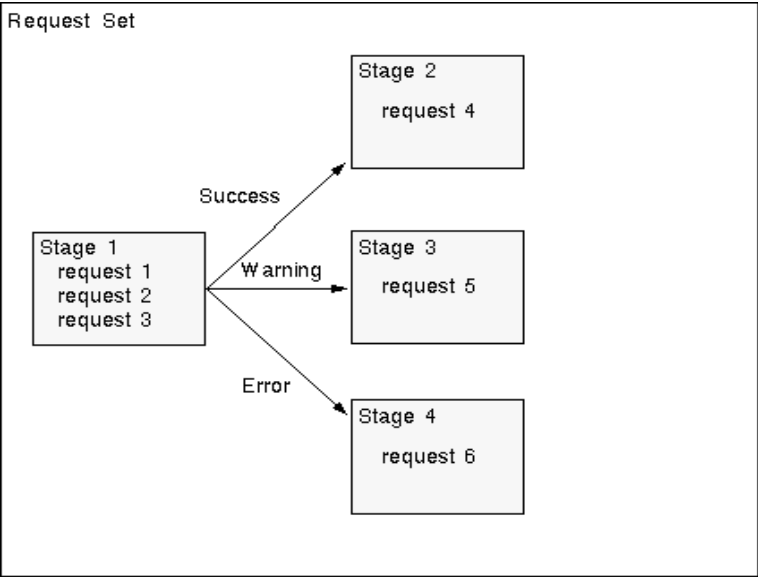 Request Set
Stage 2
request 4
Success
Stage 1
request 1
request 2
request 3
Warning
Stage 3
request 5
Error
Stage 4
request 6